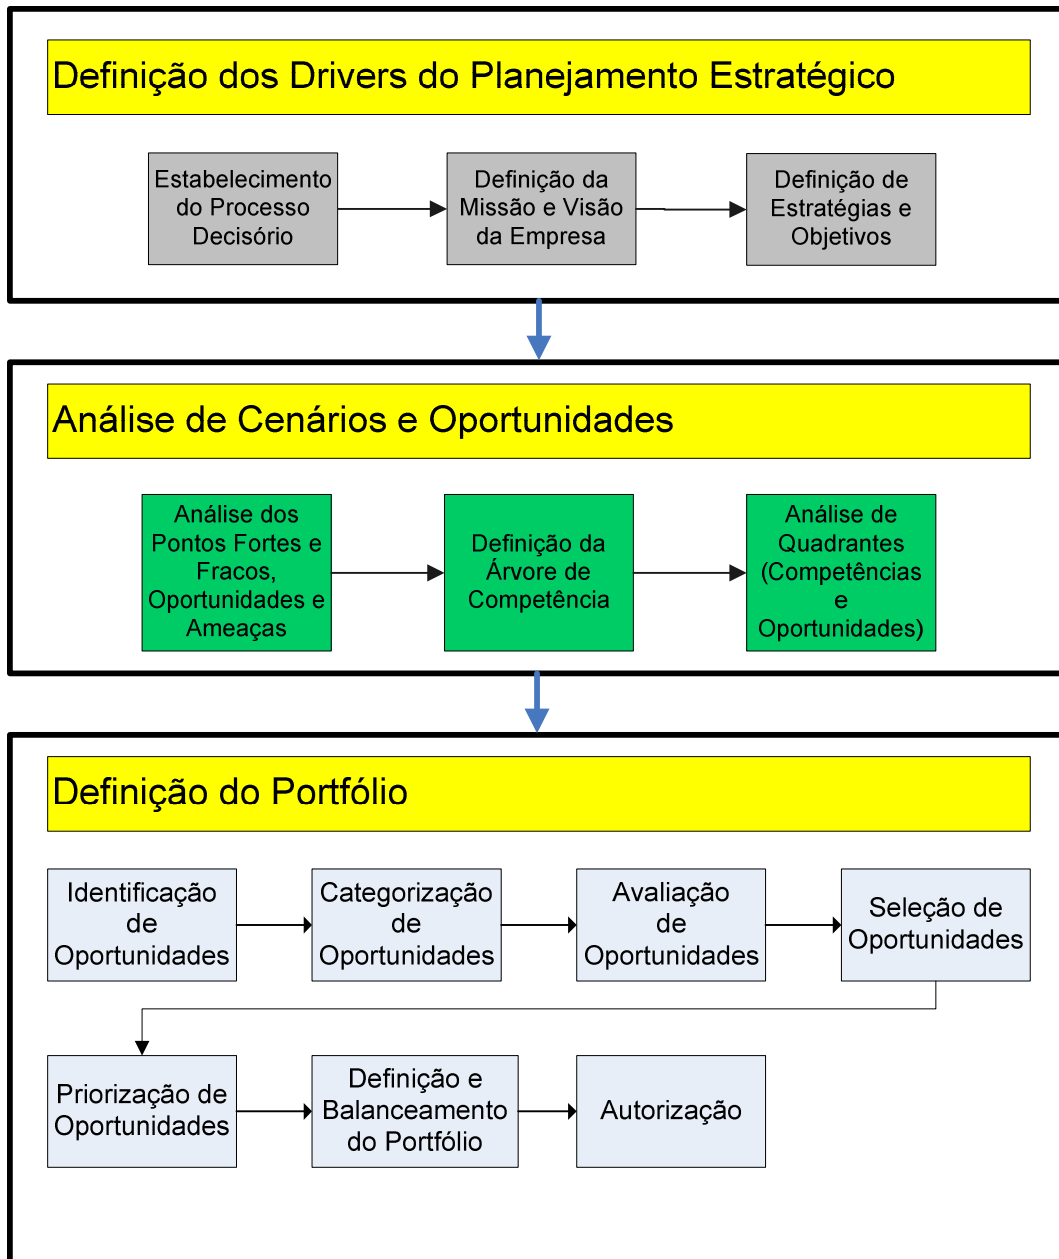 Definição dos Drivers do Planejamento Estratégico
Estabelecimento
do Processo
Decisório
Definição da
Missão e Visão
da Empresa
Definição de
Estratégias e
Objetivos
Análise de Cenários e Oportunidades
Análise dos
Pontos Fortes e
Fracos,
Oportunidades e
Ameaças
Definição da
Árvore de
Competência
Análise de
Quadrantes
(Competências
e
Oportunidades)
Definição do Portfólio
Identificação
de
Oportunidades
Categorização
de
Oportunidades
Avaliação
de
Oportunidades
Seleção de
Oportunidades
Priorização de
Oportunidades
Definição e
Balanceamento
do Portfólio
Autorização